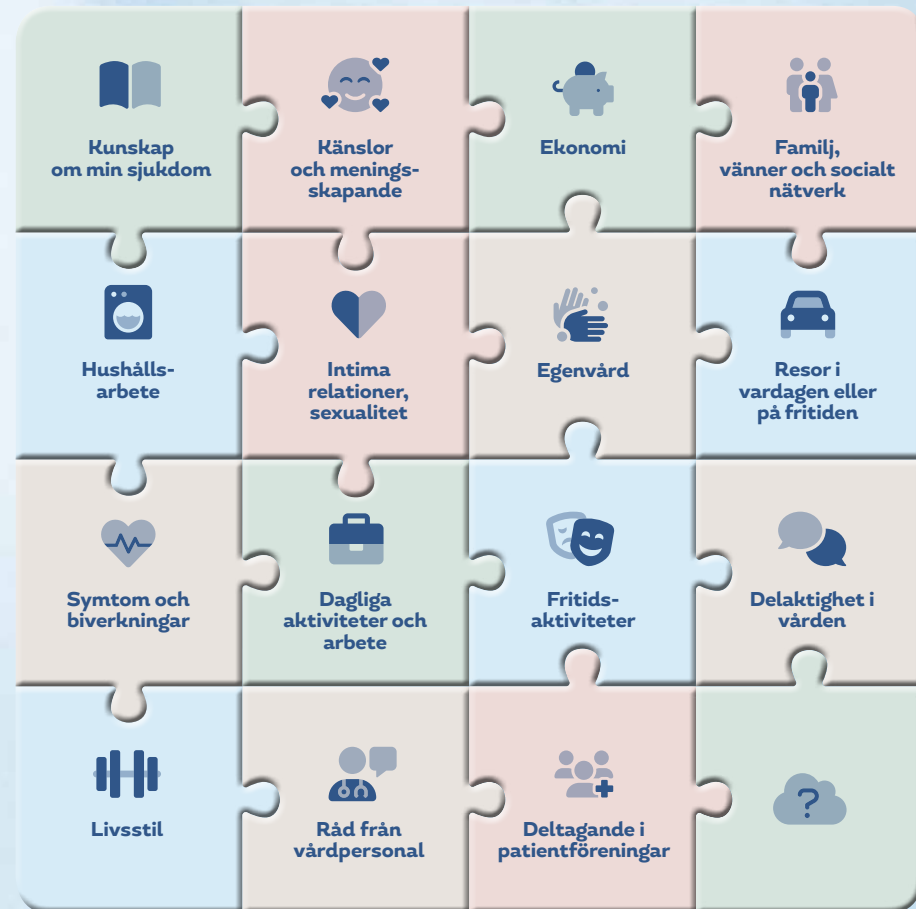 Kunskap
om min sjukdom
Känslor
och menings-
skapande
Ekonomi
Familj,
vänner och socialt
nätverk
Hushålls-
arbete
Intima
relationer,
sexualitet
Egenvård
Resor i
vardagen eller
på fritiden
Symtom och
biverkningar
Dagliga
aktiviteter och
arbete
Fritids-
aktiviteter
Delaktighet i
vården
Livsstil
Råd från
vårdpersonal
Deltagande i
patientföreningar
?